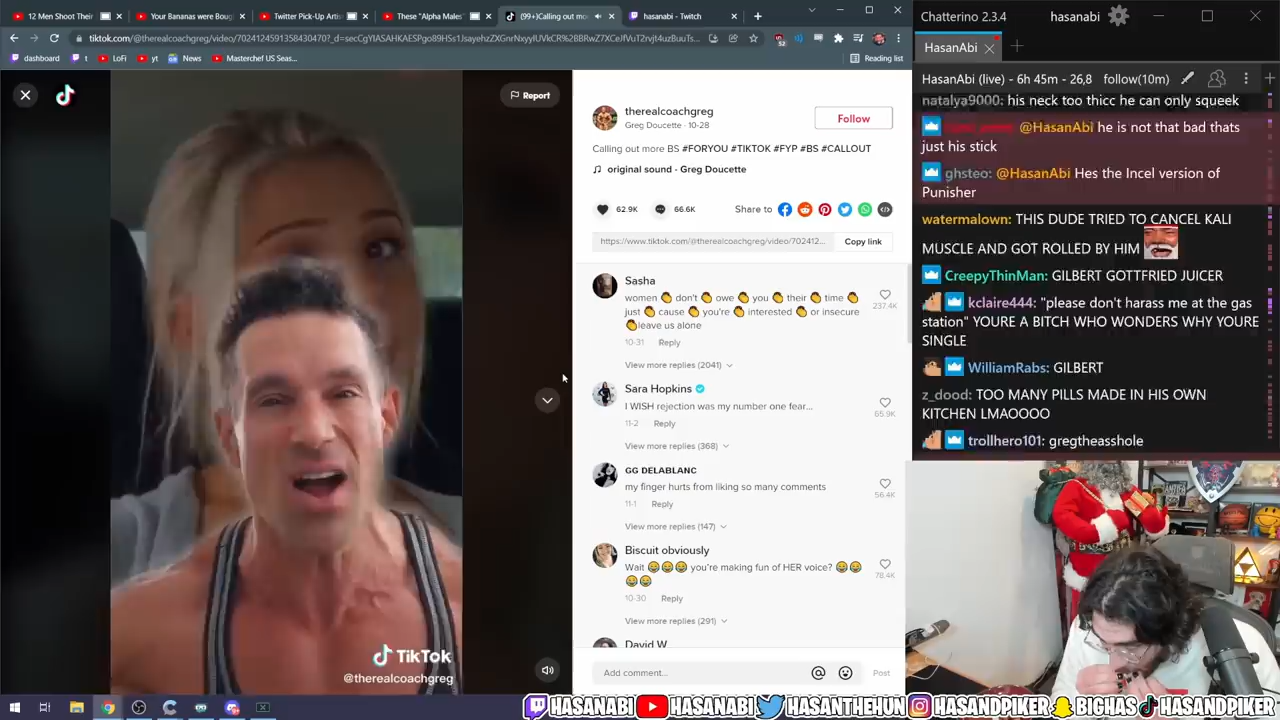 12 Men Shoot Their
Your Bananas were Boug
Twitter Pick-Up Artis
These "Alpha Males"
(99+)Calling out mo
hasanabi - Twitch
tiktok.com/@therealcoachgreg/video/7024124591358430470?_d=
dashboard
t
LoFi
yt
News
Masterchef US Seas...
Reading list
Report
therealcoachgreg
Greg Doucette · 10-28
Follow
Calling out more BS #FORYOU #TIKTOK #FYP #BS #CALLOUT
original sound - Greg Doucette
62.9K
66.6K
Share to
https://www.tiktok.com/@therealcoachgreg/video/702412...
Copy link
Sasha
women 👏 don't 👏 owe 👏 you 👏 their 👏 time 👏
just 👏 cause 👏 you're 👏 interested 👏 or insecure
👏leave us alone
237.4K
10-31 Reply
View more replies (2041)
Sara Hopkins
I WISH rejection was my number one fear...
65.9K
11-2 Reply
View more replies (368)
GG DELABLANC
my finger hurts from liking so many comments
56.4K
11-1 Reply
View more replies (147)
Biscuit obviously
Wait 😂😂😂 you're making fun of HER voice? 😂😂
😂😂
78.4K
10-30 Reply
View more replies (291)
David W
Add comment...
Post
TikTok
@therealcoachgreg
Chatterino 2.3.4
hasanabi
HasanAbi
HasanAbi (live) - 6h 45m - 26,8
follow(10m)
natalya9000: his neck too thicc he can only squeek
@HasanAbi he is not that bad thats
just his stick
ghsteo: @HasanAbi Hes the Incel version of
Punisher
watermalown: THIS DUDE TRIED TO CANCEL KALI
MUSCLE AND GOT ROLLED BY HIM
CreepyThinMan: GILBERT GOTTFRIED JUICER
kclaire444: "please don't harass me at the gas
station" YOURE A BITCH WHO WONDERS WHY YOURE
SINGLE
WilliamRabs: GILBERT
z_dood: TOO MANY PILLS MADE IN HIS OWN
KITCHEN LMAOOOO
trollhero101: gregtheasshole
HASANABI
HASANABI
HASANTHEHUN
HASANDPIKER
BIGHAS
HASANDPIKER